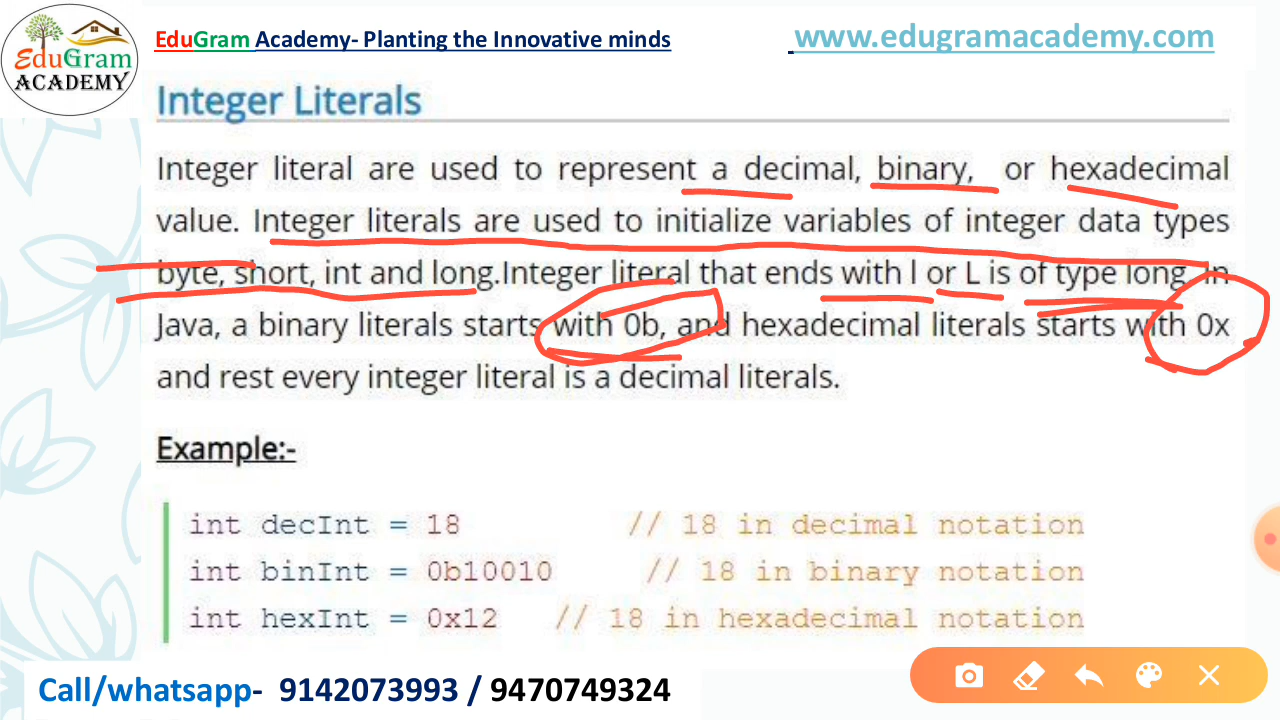 EduGram
ACADEMY
EduGram Academy- Planting the Innovative minds
www.edugramacademy.com
Integer Literals
Integer literal are used to represent a decimal, binary, or hexadecimal
value. Integer literals are used to initialize variables of integer data types
byte, short, int and long.Integer literal that ends with l or L is of type long. In
Java, a binary literals starts with 0b, and hexadecimal literals starts with 0x
and rest every integer literal is a decimal literals.
Example:-
int decInt = 18 // 18 in decimal notation
int binInt = 0b10010 // 18 in binary notation
int hexInt = 0x12 // 18 in hexadecimal notation
Call/whatsapp- 9142073993 / 9470749324